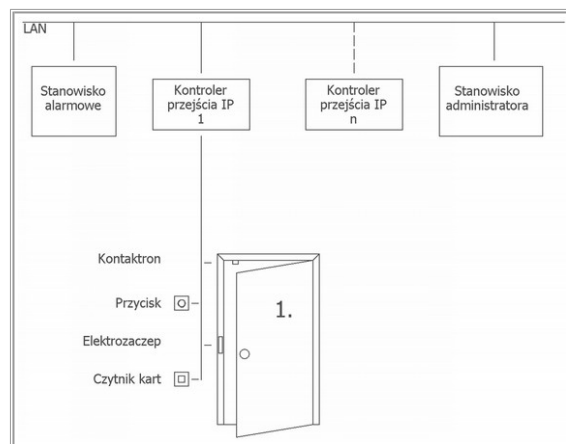 LAN
Stanowisko
alarmowe
Kontroler
przejścia IP
1
Kontroler
przejścia IP
n
Stanowisko
administratora
Kontaktron
Przycisk
Elektrozaczep
Czytnik kart
1.